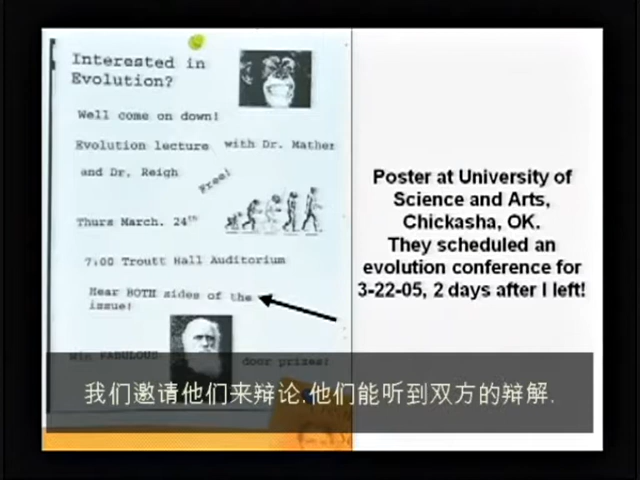 Interested in
Evolution?
Well come on down!
Evolution lecture with Dr. Mather
and Dr. Reigh
Free!
Thurs March. 24th
7:00 Troutt Hall Auditorium
Hear BOTH sides of the
issue!
Win FABULOUS door prizes!
Poster at University of
Science and Arts,
Chickasha, OK.
They scheduled an
evolution conference for
3-22-05, 2 days after I left!
我们邀请他们来辩论.他们能听到双方的辩解.